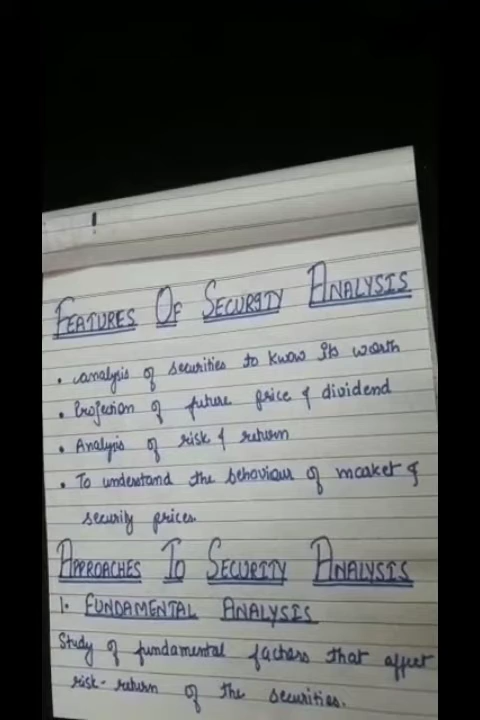 FEATURES OF SECURITY ANALYSIS
• Analysis of securities to know its worth
• Projection of future price & dividend
• Analysis of risk & return
• To understand the behaviour of market &
security prices.
APPROACHES TO SECURITY ANALYSIS
1. FUNDAMENTAL ANALYSIS
Study of fundamental factors that affect
risk-return of the securities.